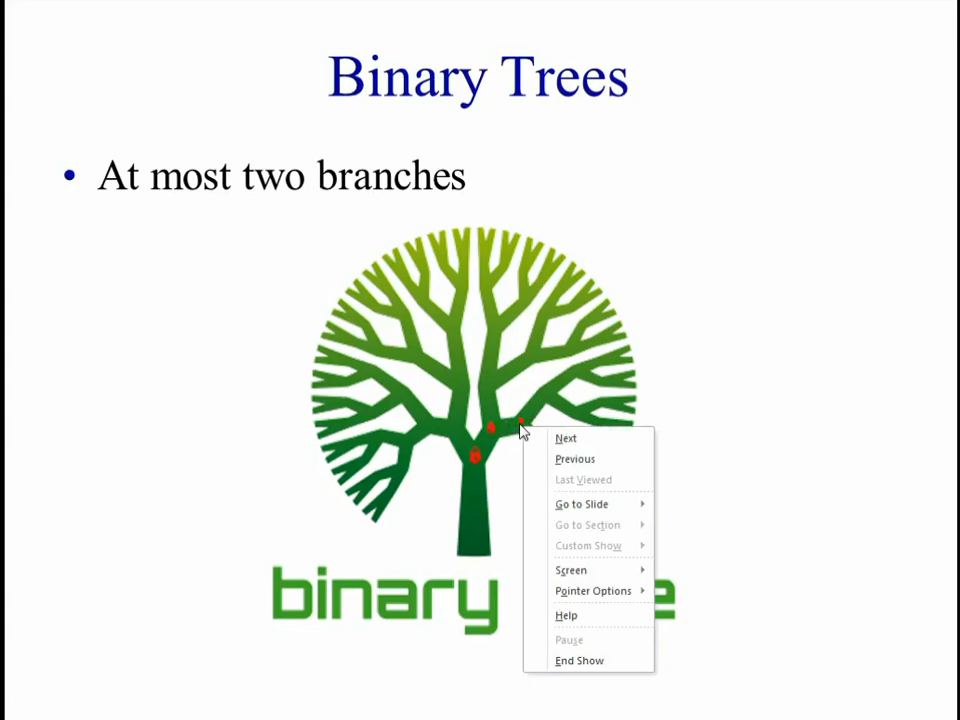 Binary Trees
• At most two branches
Next
Previous
Last Viewed
Go to Slide
Go to Section
Custom Show
Screen
Pointer Options
Help
Pause
End Show
binary e